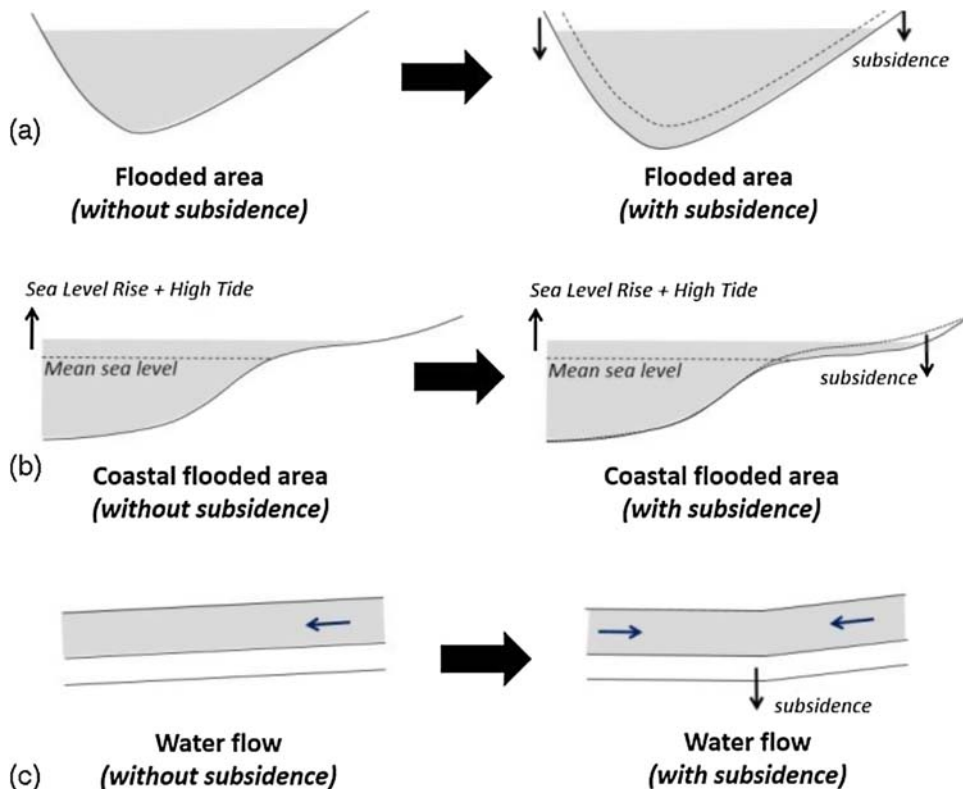 subsidence
(a)
Flooded area
(without subsidence)
Flooded area
(with subsidence)
Sea Level Rise + High Tide
Sea Level Rise + High Tide
Mean sea level
Mean sea level
subsidence
(b)
Coastal flooded area
(without subsidence)
Coastal flooded area
(with subsidence)
subsidence
Water flow
(without subsidence)
Water flow
(with subsidence)
(c)